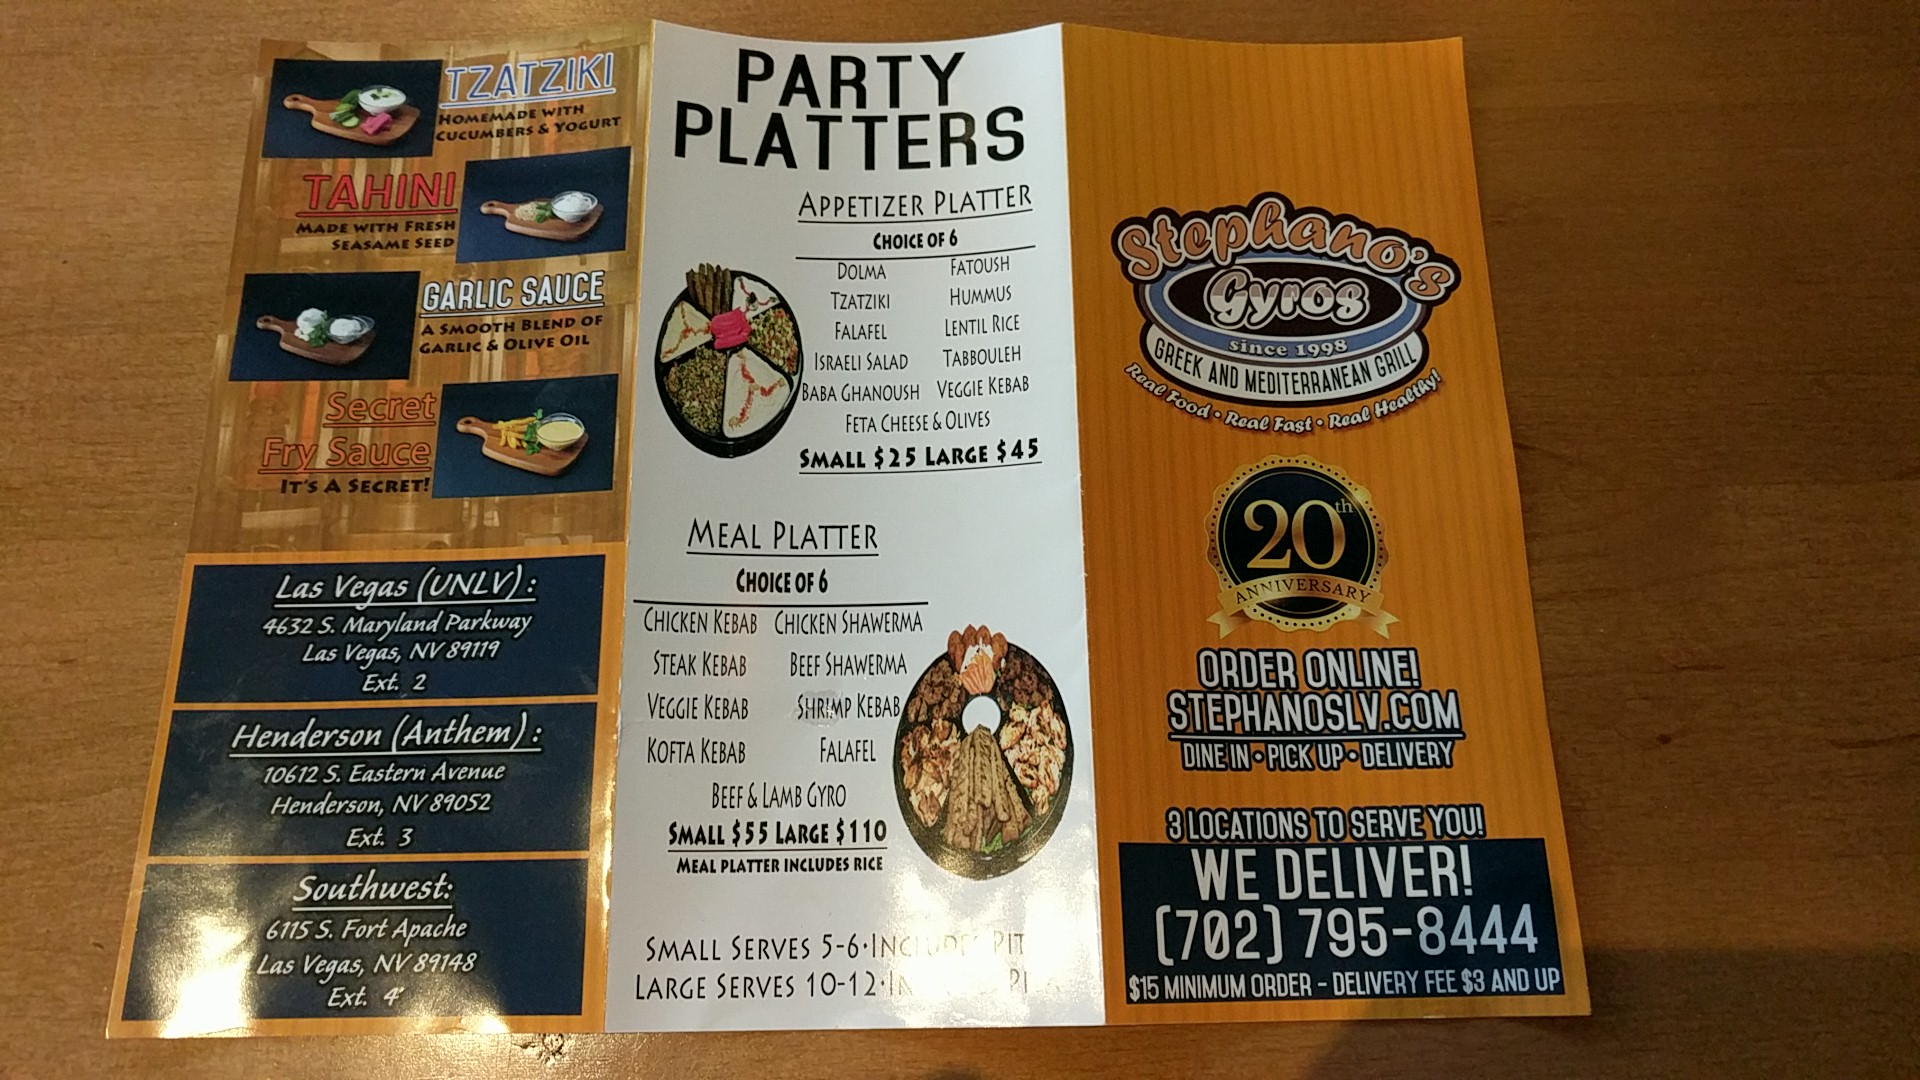 TZATZIKI
HOMEMADE WITH
CUCUMBERS & YOGURT
TAHINI
MADE WITH FRESH
SEASAME SEED
GARLIC SAUCE
A SMOOTH BLEND OF
GARLIC & OLIVE OIL
Secret
Fry Sauce
IT'S A SECRET!
Las Vegas (UNLV) :
4632 S. Maryland Parkway
Las Vegas, NV 89119
Ext. 2
Henderson (Anthem) :
10612 S. Eastern Avenue
Henderson, NV 89052
Ext. 3
Southwest:
6115 S. Fort Apache
Las Vegas, NV 89148
Ext. 4
PARTY
PLATTERS
APPETIZER PLATTER
CHOICE OF 6
DOLMA FATOUSH
TZATZIKI HUMMUS
FALAFEL LENTIL RICE
ISRAELI SALAD TABBOULEH
BABA GHANOUSH VEGGIE KEBAB
FETA CHEESE & OLIVES
SMALL $25 LARGE $45
MEAL PLATTER
CHOICE OF 6
CHICKEN KEBAB CHICKEN SHAWERMA
STEAK KEBAB BEEF SHAWERMA
VEGGIE KEBAB SHRIMP KEBAB
KOFTA KEBAB FALAFEL
BEEF & LAMB GYRO
SMALL $55 LARGE $110
MEAL PLATTER INCLUDES RICE
SMALL SERVES 5-6•
LARGE SERVES 10-12•
Stephano's
Gyros
since 1998
GREEK AND MEDITERRANEAN GRILL
Real Food • Real Fast • Real Healthy!
20th
ANNIVERSARY
ORDER ONLINE!
STEPHANOSLV.COM
DINE IN • PICK UP • DELIVERY
3 LOCATIONS TO SERVE YOU!
WE DELIVER!
(702) 795-8444
$15 MINIMUM ORDER - DELIVERY FEE $3 AND UP